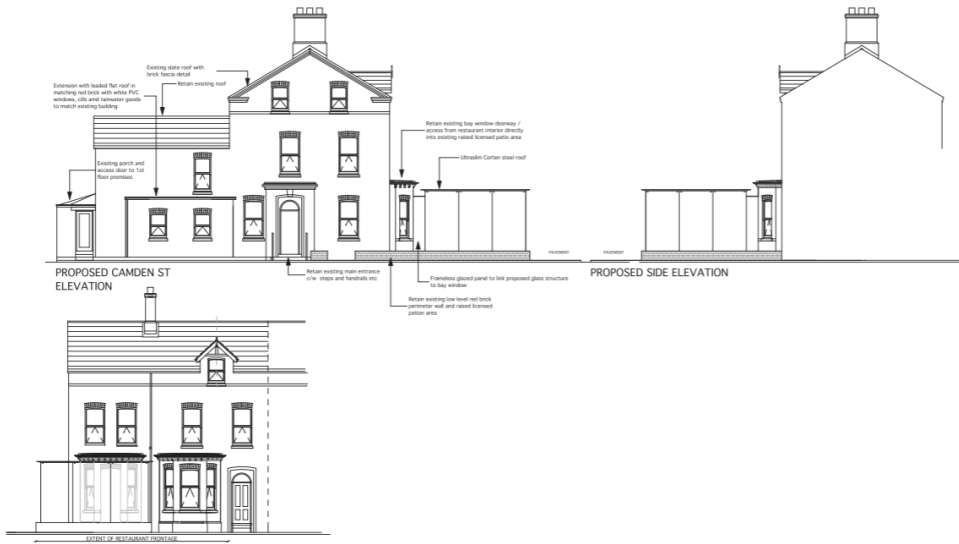 Existing slate roof with
brick fascia detail
Retain existing roof
Extension with leaded flat roof in
matching red brick with white PVC
windows, cills and rainwater goods
to match existing building
Existing porch and
access door to 1st
floor premises
Retain existing bay window doorway /
access from restaurant interior directly
into existing raised licensed patio area
Ultraslim Corten steel roof
PAVEMENT
PAVEMENT
PROPOSED CAMDEN ST
ELEVATION
Retain existing main entrance
c/w steps and handrails etc
Frameless glazed panel to link proposed glass structure
to bay window
Retain existing low level red brick
perimeter wall and raised licensed
pation area
PROPOSED SIDE ELEVATION
EXTENT OF RESTAURANT FRONTAGE